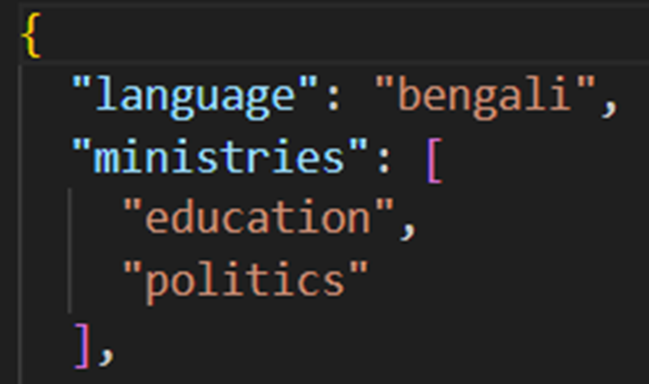 {
"language": "bengali",
"ministries": [
"education",
"politics"
],